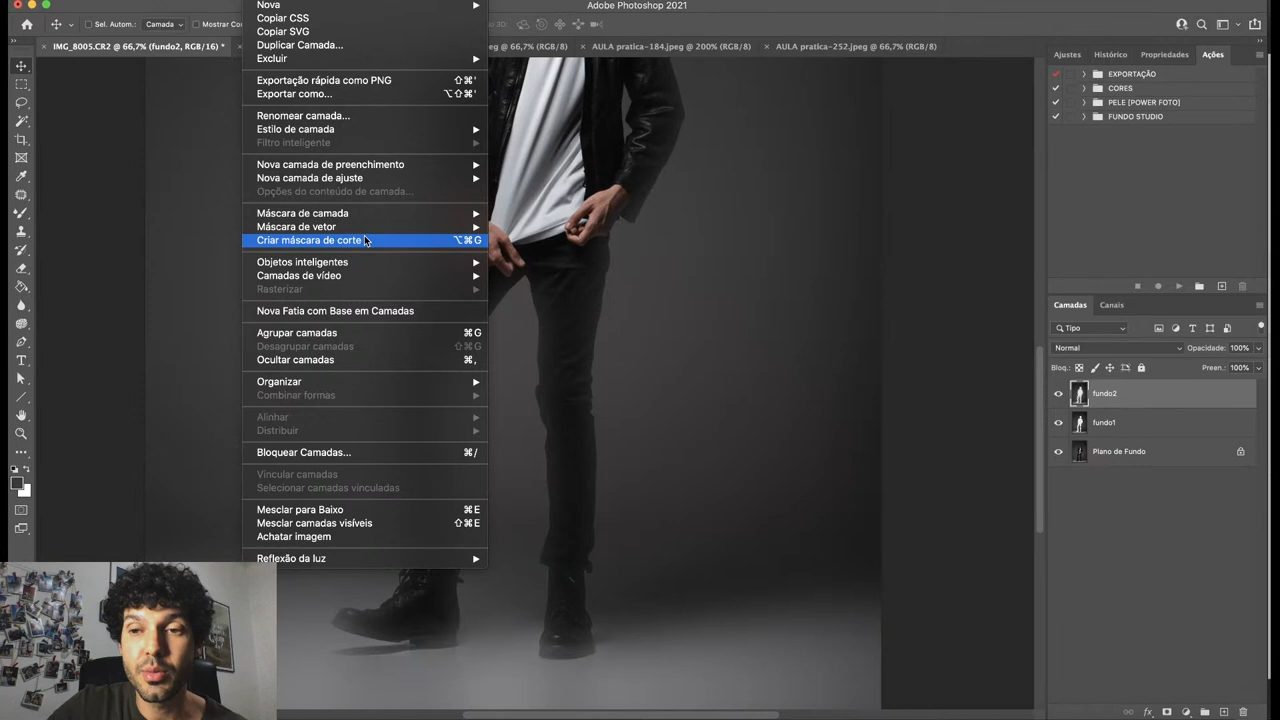 Adobe Photoshop 2021
Sel. Autom.:
Camada
Mostrar Co
IMG_8005.CR2 @ 66,7% (fundo2, RGB/16) *
peg @ 66,7% (RGB/8)
AULA pratica-184.jpeg @ 200% (RGB/8)
AULA pratica-252.jpeg @ 66,7% (RGB/8)
Nova
Copiar CSS
Copiar SVG
Duplicar Camada...
Excluir
Exportação rápida como PNG ⇧⌘'
Exportar como... ⌥⇧⌘'
Renomear camada...
Estilo de camada
Filtro inteligente
Nova camada de preenchimento
Nova camada de ajuste
Opções do conteúdo de camada...
Máscara de camada
Máscara de vetor
Criar máscara de corte ⌥⌘G
Objetos inteligentes
Camadas de vídeo
Rasterizar
Nova Fatia com Base em Camadas
Agrupar camadas ⌘G
Desagrupar camadas ⇧⌘G
Ocultar camadas ⌘,
Organizar
Combinar formas
Alinhar
Distribuir
Bloquear Camadas... ⌘/
Vincular camadas
Selecionar camadas vinculadas
Mesclar para Baixo ⌘E
Mesclar camadas visíveis ⇧⌘E
Achatar imagem
Reflexão da luz
Ajustes
Histórico
Propriedades
Ações
EXPORTAÇÃO
CORES
PELE [POWER FOTO]
FUNDO STUDIO
Camadas
Canais
Tipo
Normal
Opacidade: 100%
Bloq.:
Preen.: 100%
fundo2
fundo1
Plano de Fundo